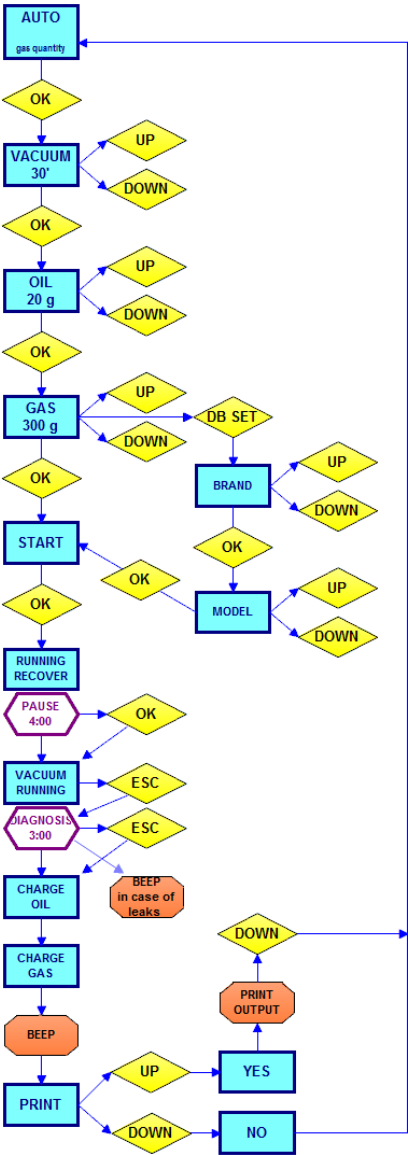 AUTO
gas quantity
OK
UP
VACUUM
30'
DOWN
OK
UP
OIL
20 g
DOWN
OK
UP
GAS
300 g
DB SET
DOWN
UP
OK
BRAND
DOWN
START
OK
OK
UP
OK
MODEL
DOWN
RUNNING
RECOVER
PAUSE
4:00
OK
VACUUM
RUNNING
ESC
DIAGNOSIS
3:00
ESC
CHARGE
OIL
BEEP
in case of
leaks
DOWN
CHARGE
GAS
PRINT
OUTPUT
BEEP
UP
YES
PRINT
DOWN
NO